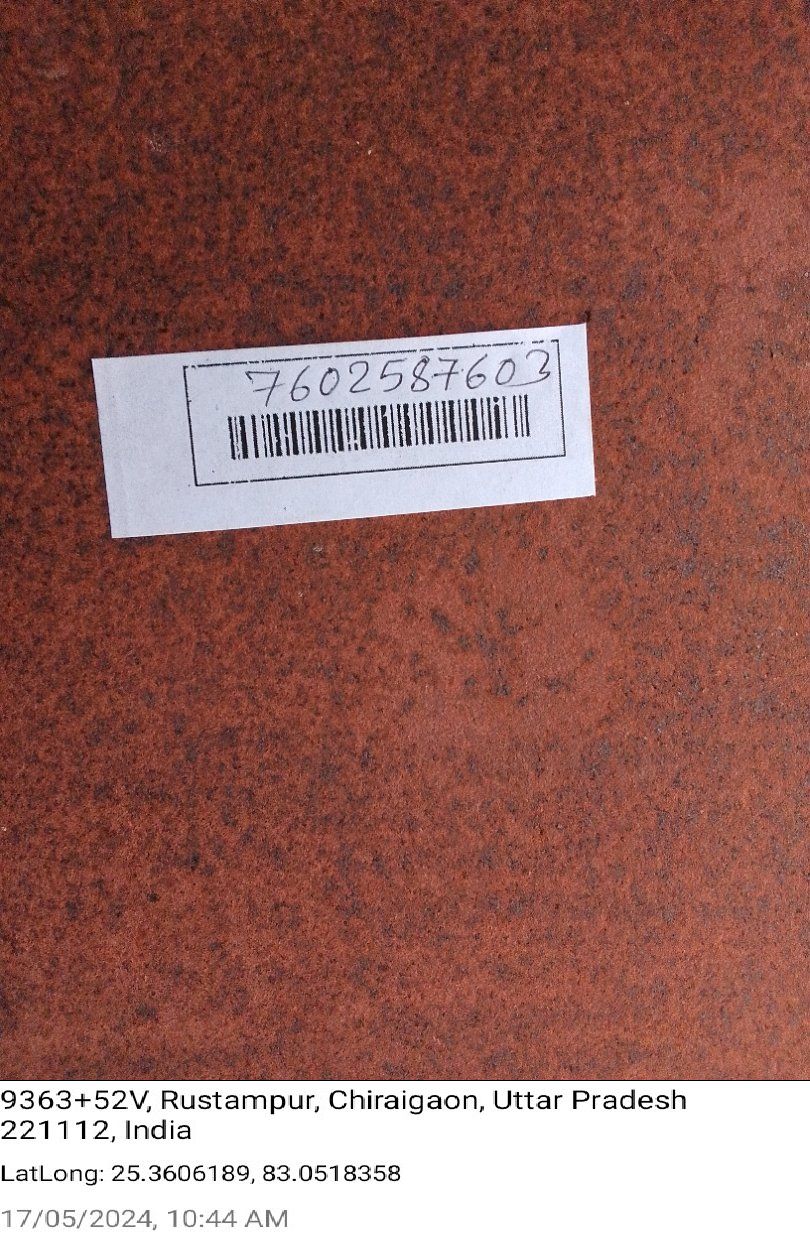 7602587603
9363+52V, Rustampur, Chiraigaon, Uttar Pradesh
221112, India
LatLong: 25.3606189, 83.0518358
17/05/2024, 10:44 AM